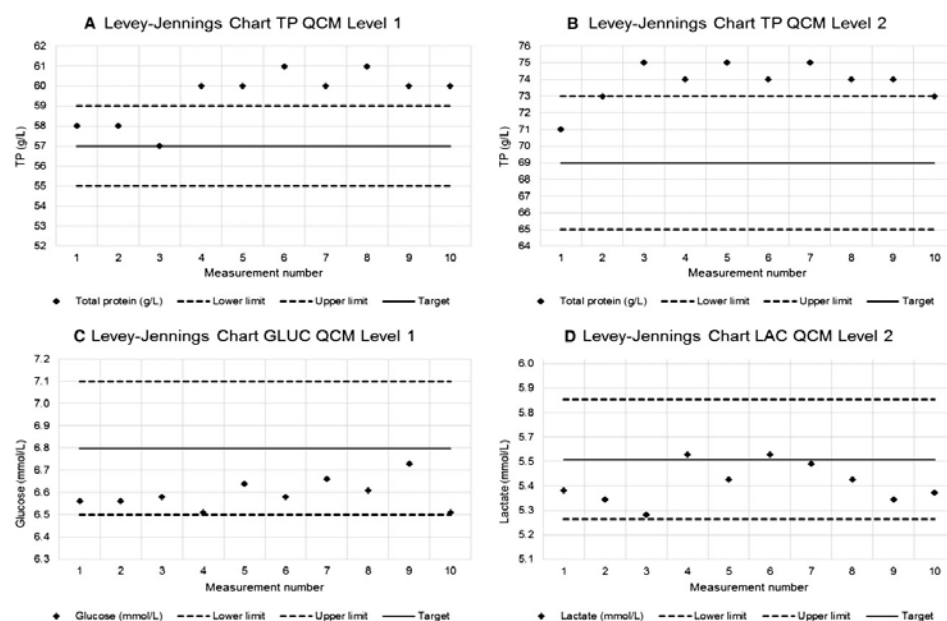 A Levey-Jennings Chart TP QCM Level 1
62
61
60
59
58
57
56
55
54
53
52
TP (g/L)
1 2 3 4 5 6 7 8 9 10
Measurement number
Total protein (g/L) Lower limit Upper limit Target
B Levey-Jennings Chart TP QCM Level 2
76
75
74
73
72
71
70
69
68
67
66
65
64
TP (g/L)
1 2 3 4 5 6 7 8 9 10
Measurement number
Total protein (g/L) Lower limit Upper limit Target
C Levey-Jennings Chart GLUC QCM Level 1
7.2
7.1
7.0
6.9
6.8
6.7
6.6
6.5
6.4
6.3
Glucose (mmol/L)
1 2 3 4 5 6 7 8 9 10
Measurement number
Glucose (mmol/L) Lower limit Upper limit Target
D Levey-Jennings Chart LAC QCM Level 2
6.0
5.9
5.8
5.7
5.5
5.4
5.3
5.2
5.1
Lactate (mmol/L)
1 2 3 4 5 6 7 8 9 10
Measurement number
Lactate (mmol/L) Lower limit Upper limit Target